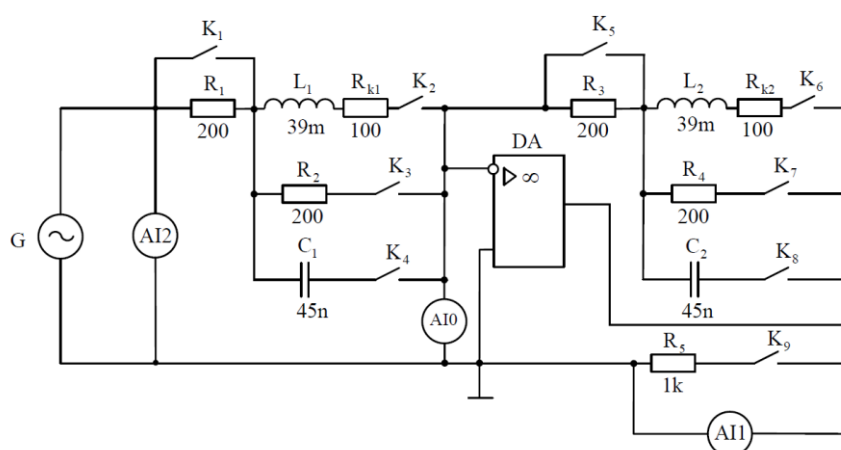 K1 K5
R1 L1 Rk1 K2 R3 L2 Rk2 K6
200 39m 100 200 39m 100
DA
R2 K3 ∞ R4 K7
200 200
G AI2 C1 K4 C2 K8
45n AI0 45n
R5 K9
1k
AI1